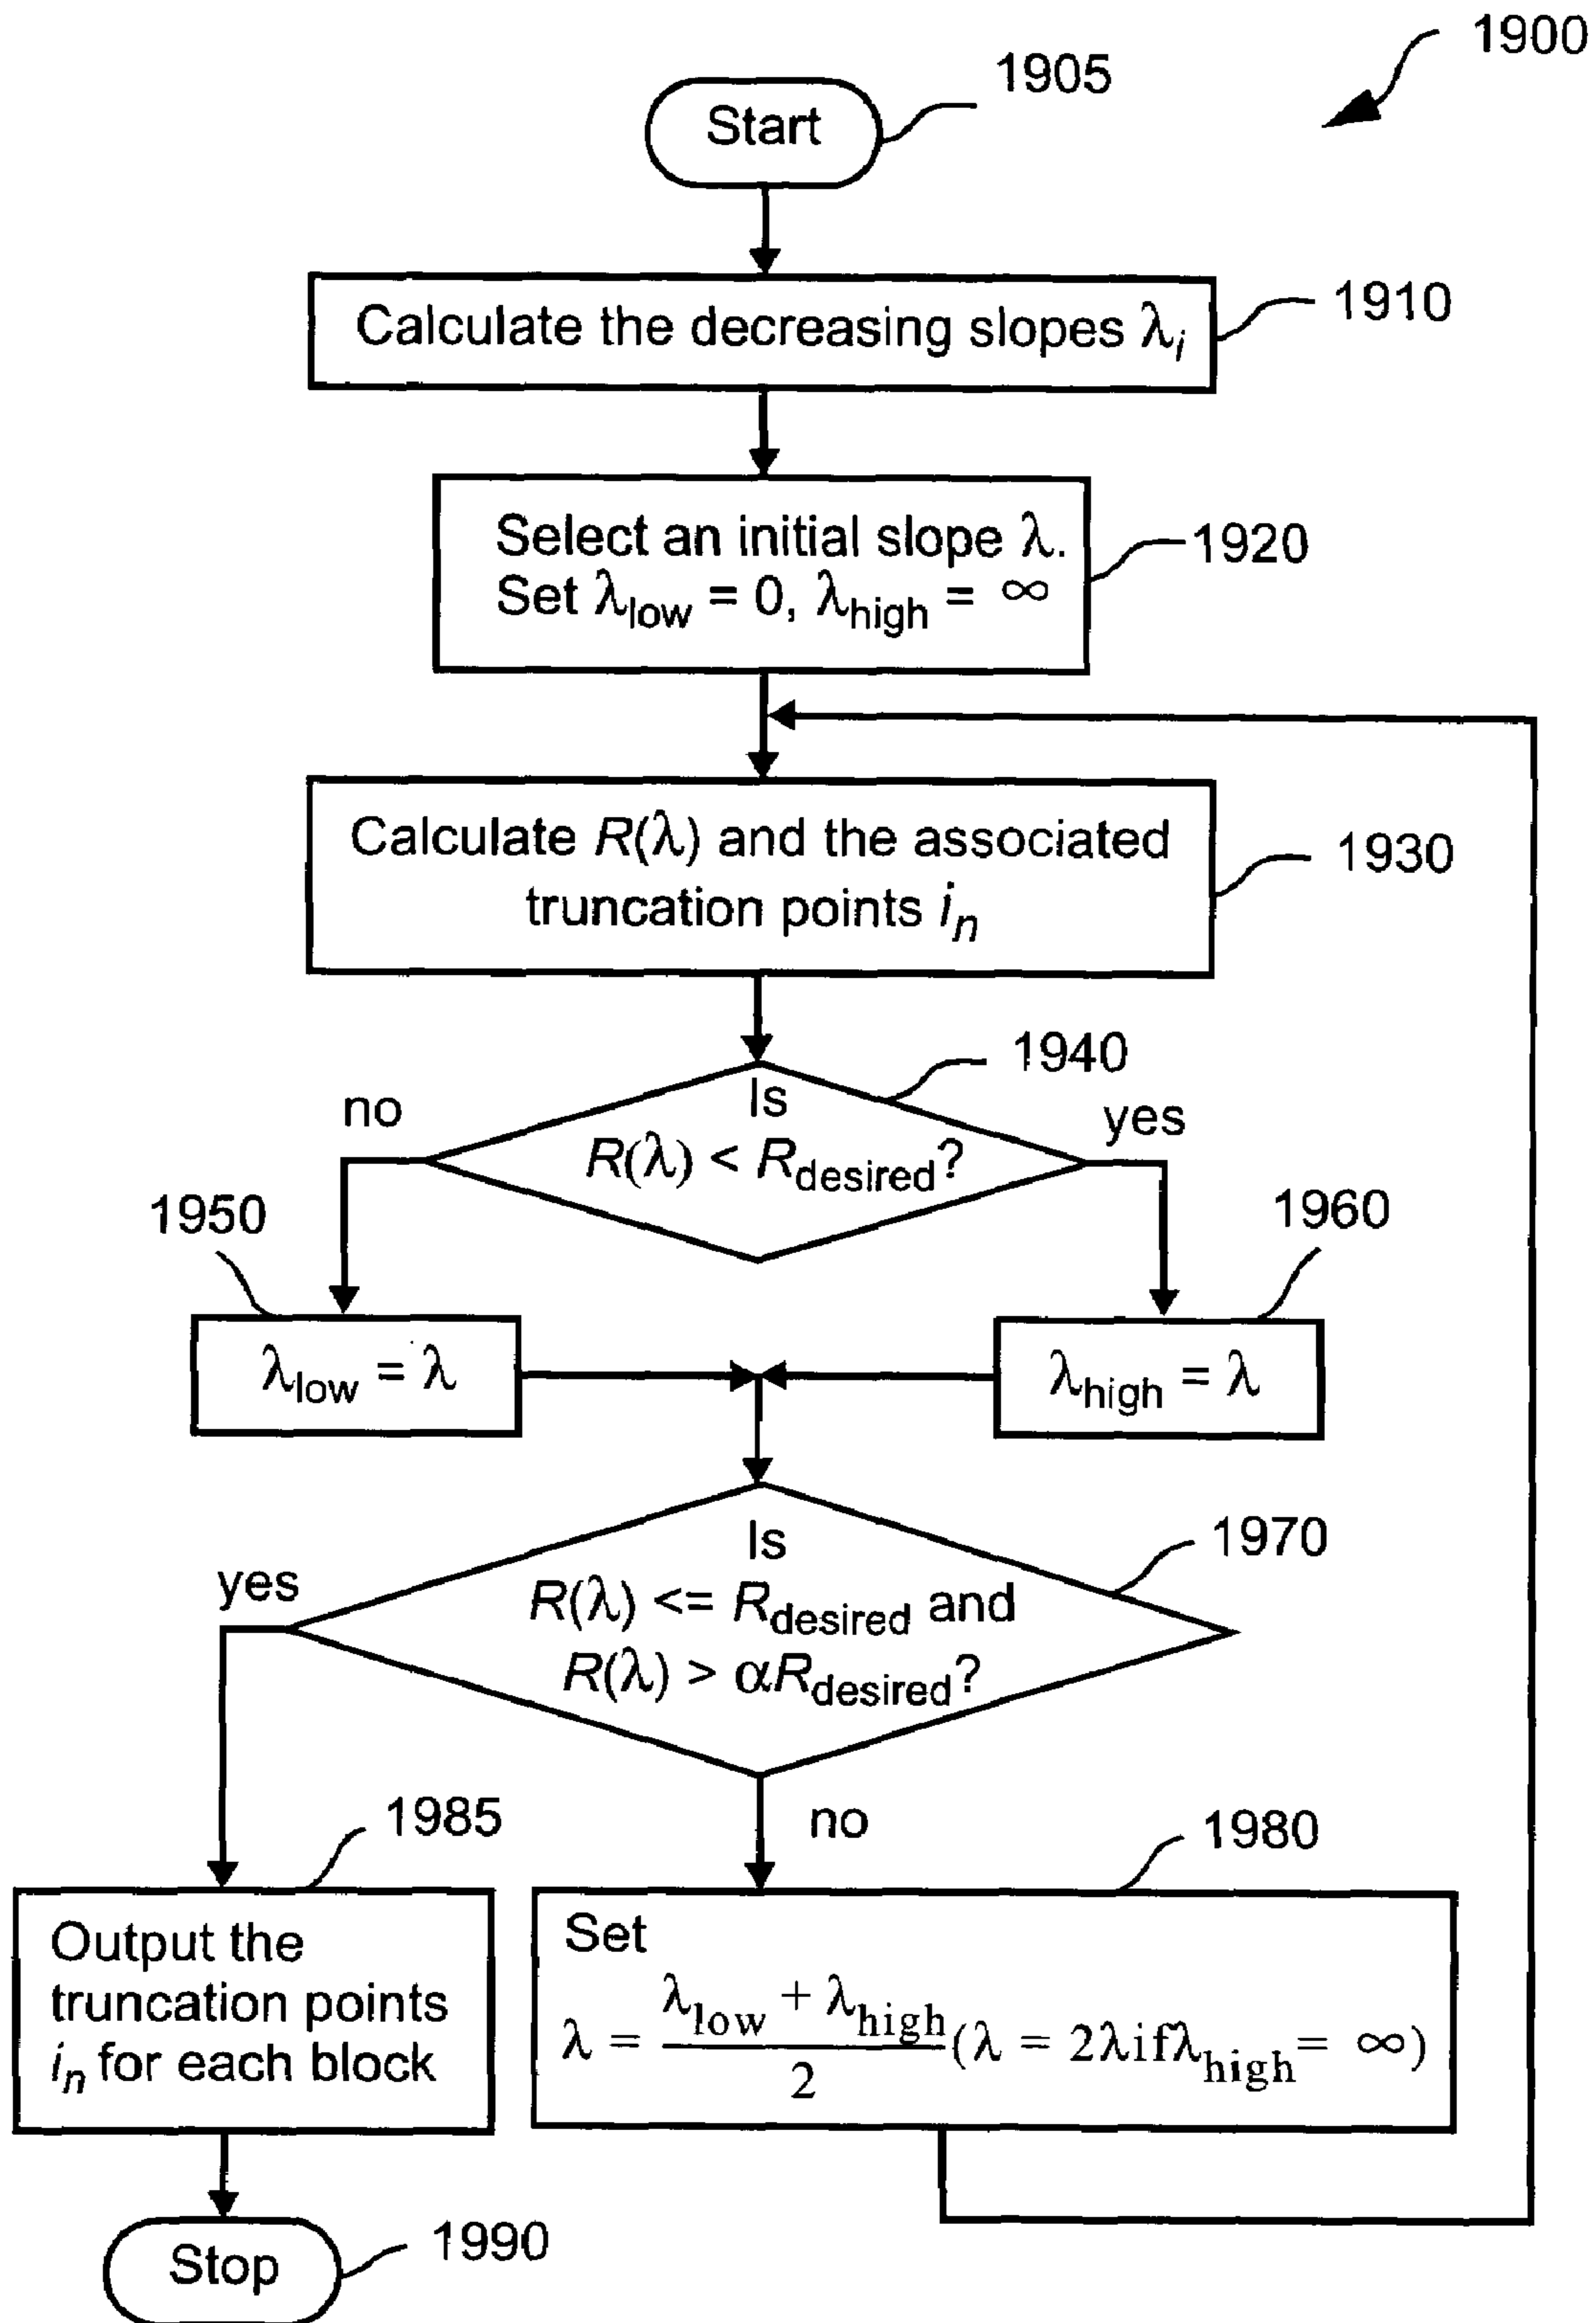 1900
1905
Start
1910
Calculate the decreasing slopes λi
1920
Select an initial slope λ.
Set λlow = 0, λhigh = ∞
1930
Calculate R(λ) and the associated
truncation points in
1940
no
Is
yes
R(λ) < Rdesired?
1950
1960
λlow = λ
λhigh = λ
1970
yes
Is
R(λ) <= Rdesired and
R(λ) > αRdesired?
1985
no
1980
Output the
truncation points
in for each block
Set
λ = λlow + λhigh / 2 (λ = 2λifλhigh = ∞)
Stop
1990